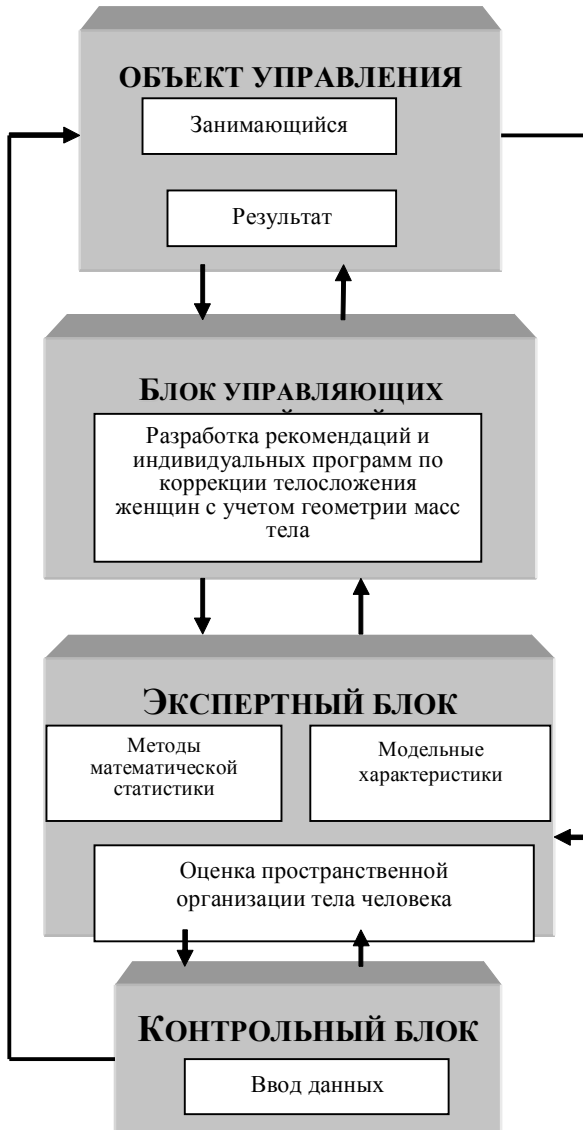 ОБЪЕКТ УПРАВЛЕНИЯ
Занимающийся
Результат
БЛОК УПРАВЛЯЮЩИХ
Разработка рекомендаций и
индивидуальных программ по
коррекции телосложения
женщин с учетом геометрии масс
тела
ЭКСПЕРТНЫЙ БЛОК
Методы
математической
статистики
Модельные
характеристики
Оценка пространственной
организации тела человека
КОНТРОЛЬНЫЙ БЛОК
Ввод данных